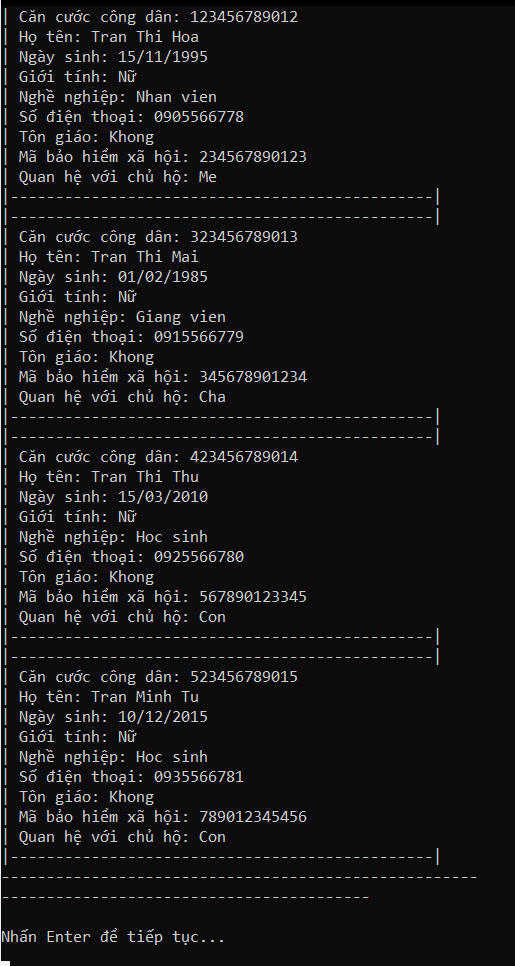 | Căn cước công dân: 123456789012
| Họ tên: Tran Thi Hoa
| Ngày sinh: 15/11/1995
| Giới tính: Nữ
| Nghề nghiệp: Nhan vien
| Số điện thoại: 0905566778
| Tôn giáo: Khong
| Mã bảo hiểm xã hội: 234567890123
| Quan hệ với chủ hộ: Me
|-----------------------------------------------|
|-----------------------------------------------|
| Căn cước công dân: 323456789013
| Họ tên: Tran Thi Mai
| Ngày sinh: 01/02/1985
| Giới tính: Nữ
| Nghề nghiệp: Giang vien
| Số điện thoại: 0915566779
| Tôn giáo: Khong
| Mã bảo hiểm xã hội: 345678901234
| Quan hệ với chủ hộ: Cha
|-----------------------------------------------|
|-----------------------------------------------|
| Căn cước công dân: 423456789014
| Họ tên: Tran Thi Thu
| Ngày sinh: 15/03/2010
| Giới tính: Nữ
| Nghề nghiệp: Hoc sinh
| Số điện thoại: 0925566780
| Tôn giáo: Khong
| Mã bảo hiểm xã hội: 567890123345
| Quan hệ với chủ hộ: Con
|-----------------------------------------------|
|-----------------------------------------------|
| Căn cước công dân: 523456789015
| Họ tên: Tran Minh Tu
| Ngày sinh: 10/12/2015
| Giới tính: Nữ
| Nghề nghiệp: Hoc sinh
| Số điện thoại: 0935566781
| Tôn giáo: Khong
| Mã bảo hiểm xã hội: 789012345456
| Quan hệ với chủ hộ: Con
|-----------------------------------------------|
-----------------------------------------------------
-----------------------------------------
Nhấn Enter để tiếp tục...